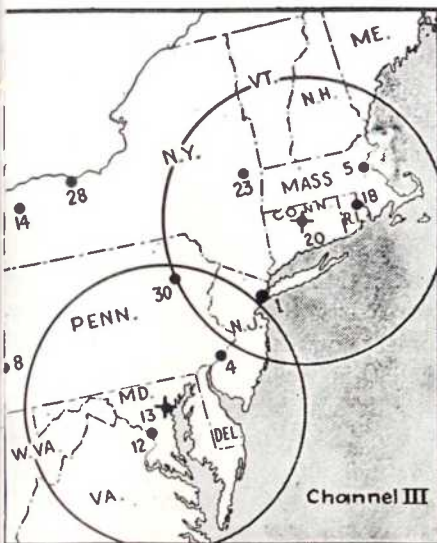 ME.
VT.
N.H.
N.Y.
28
14
23
5
MASS
CONN
18
R.I.
20
30
1
PENN.
N.J.
8
4
MD.
13
12
DEL
W.VA.
VA.
Channel III